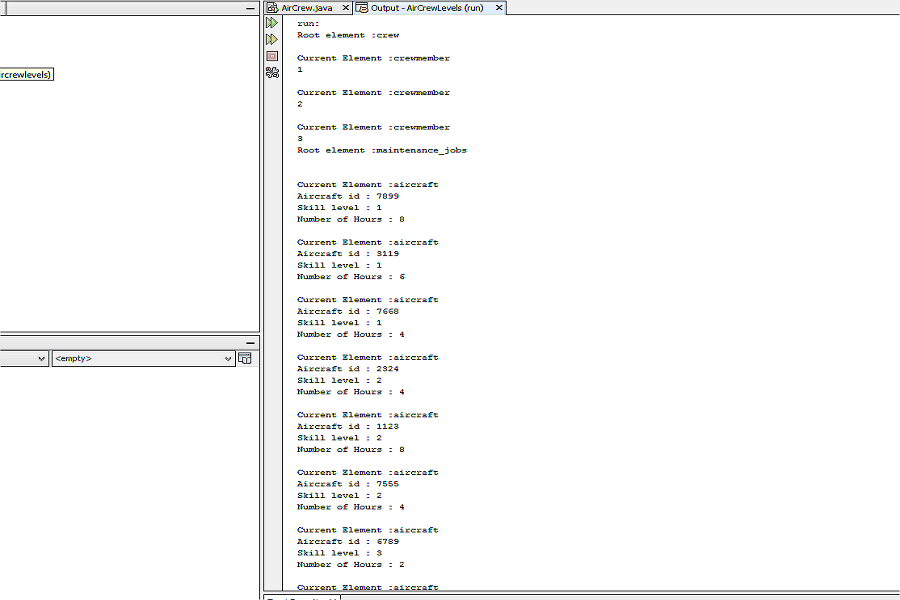 AirCrew.java
Output - AirCrewLevels (run)
rcrewlevels)
<empty>
run:
Root element :crew
Current Element :crewmember
1
Current Element :crewmember
2
Current Element :crewmember
3
Root element :maintenance_jobs
Current Element :aircraft
Aircraft id : 7899
Skill level : 1
Number of Hours : 8
Current Element :aircraft
Aircraft id : 3119
Skill level : 1
Number of Hours : 6
Current Element :aircraft
Aircraft id : 7668
Skill level : 1
Number of Hours : 4
Current Element :aircraft
Aircraft id : 2324
Skill level : 2
Number of Hours : 4
Current Element :aircraft
Aircraft id : 1123
Skill level : 2
Number of Hours : 8
Current Element :aircraft
Aircraft id : 7555
Skill level : 2
Number of Hours : 4
Current Element :aircraft
Aircraft id : 6789
Skill level : 3
Number of Hours : 2
Current Element :aircraft